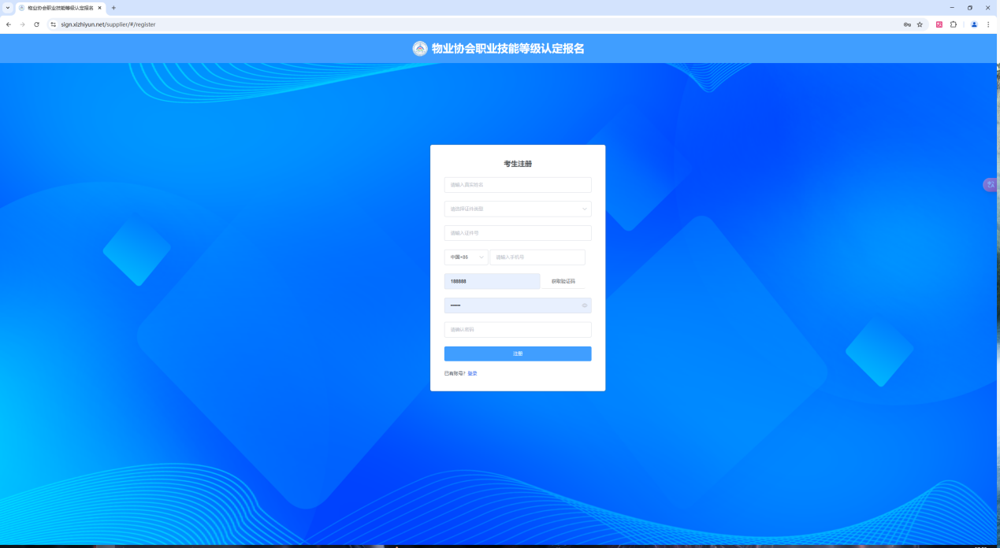 物业协会职业技能等级认定报名
sign.xizhiyun.net/supplier/#/register
物业协会职业技能等级认定报名
考生注册
请输入真实姓名
请选择证件类型
请输入证件号
中国+86 请输入手机号
188888 获取验证码
••••••
请确认密码
注册
已有账号? 登录